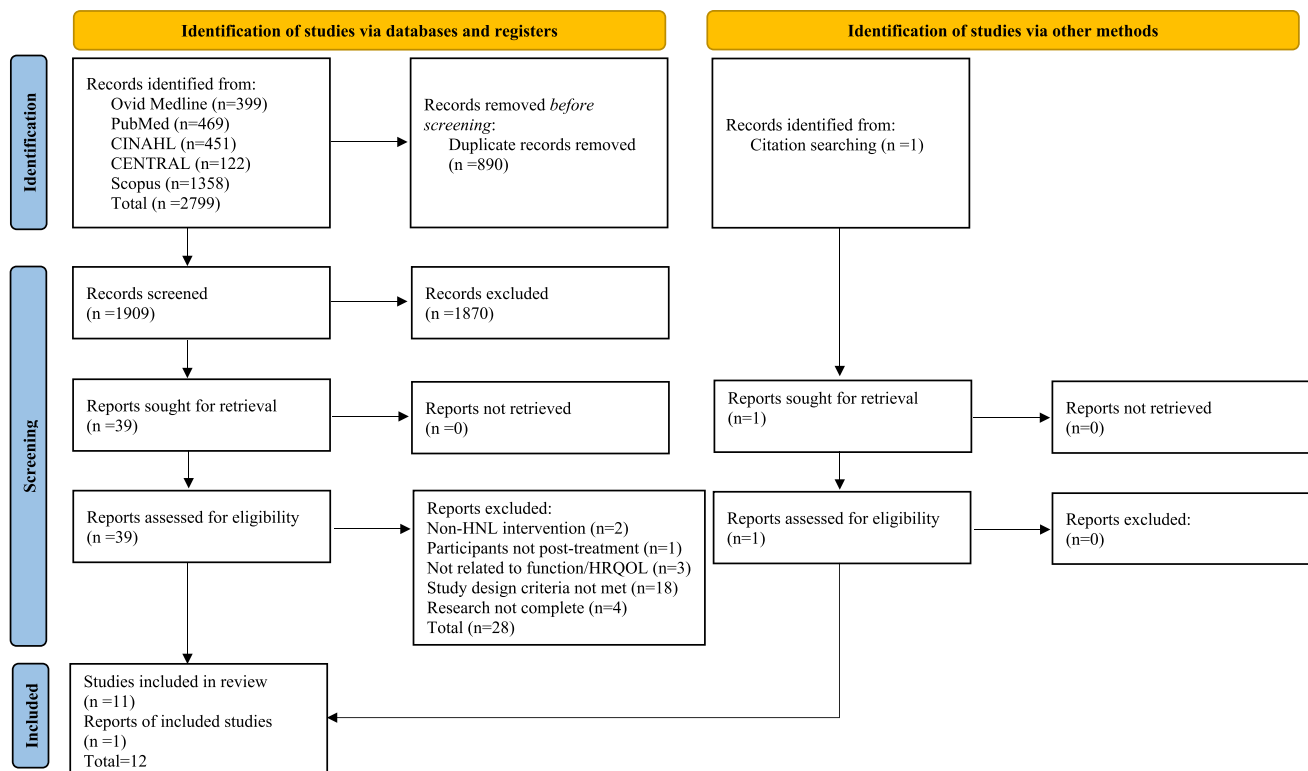 Identification of studies via databases and registers
Identification of studies via other methods
Identification
Records identified from:
Ovid Medline (n=399)
PubMed (n=469)
CINAHL (n=451)
CENTRAL (n=122)
Scopus (n=1358)
Total (n =2799)
Records removed before
screening:
Duplicate records removed
(n =890)
Records identified from:
Citation searching (n =1)
Screening
Records screened
(n =1909)
Records excluded
(n =1870)
Reports sought for retrieval
(n =39)
Reports not retrieved
(n =0)
Reports sought for retrieval
(n=1)
Reports not retrieved
(n=0)
Reports assessed for eligibility
(n =39)
Reports excluded:
Non-HNL intervention (n=2)
Participants not post-treatment (n=1)
Not related to function/HRQOL (n=3)
Study design criteria not met (n=18)
Research not complete (n=4)
Total (n=28)
Reports assessed for eligibility
(n=1)
Reports excluded:
(n=0)
Included
Studies included in review
(n =11)
Reports of included studies
(n =1)
Total=12